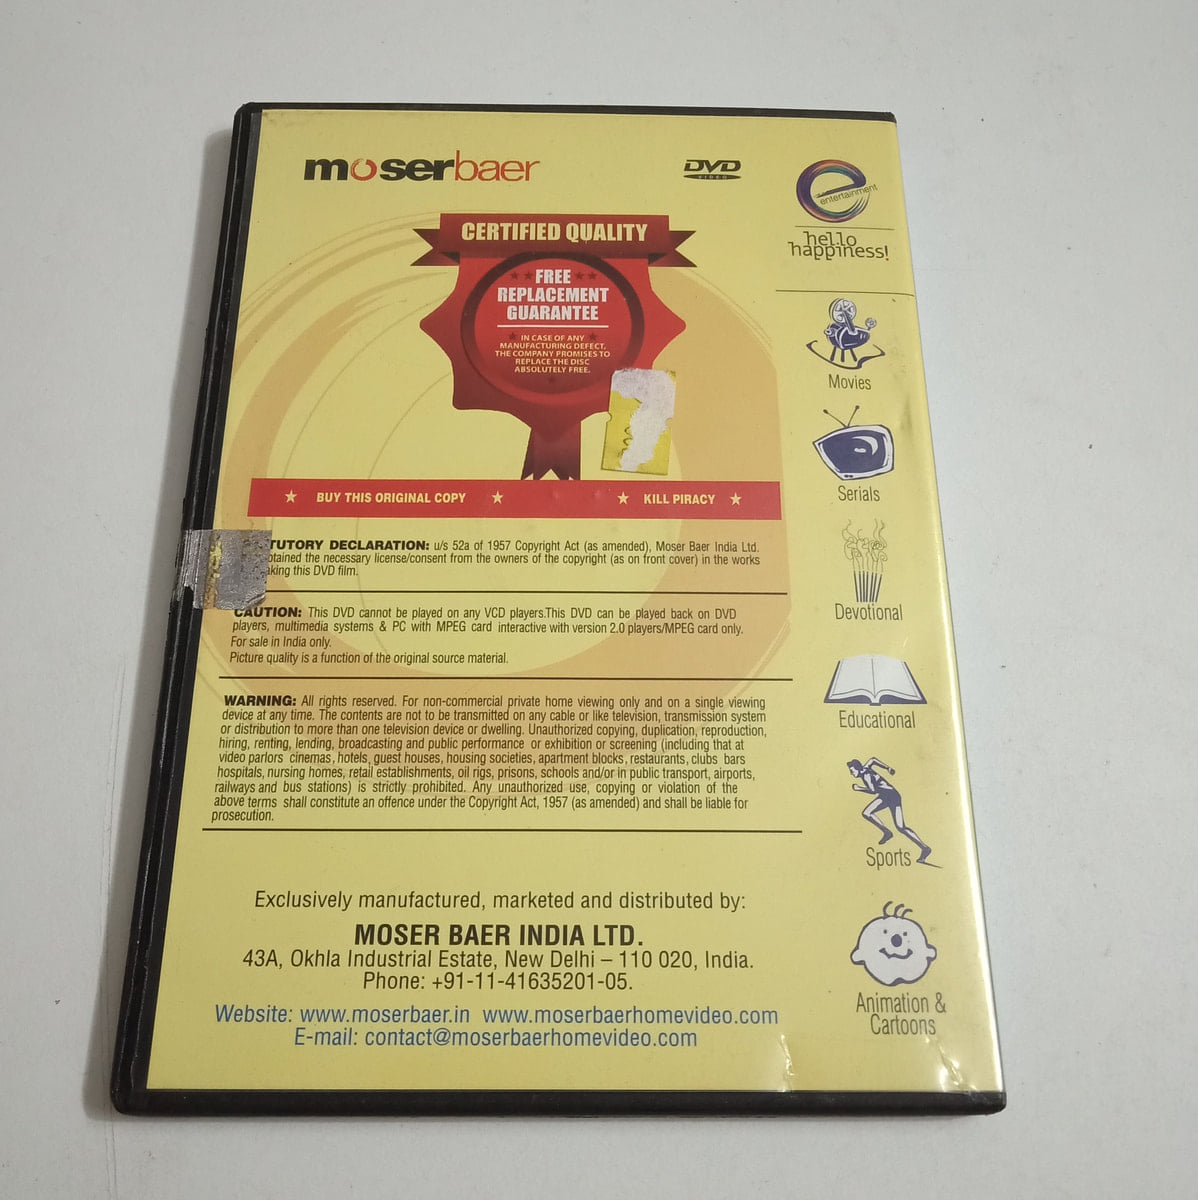 moserbaer
DVD
VIDEO
entertainment
hello
happiness!
CERTIFIED QUALITY
FREE
REPLACEMENT
GUARANTEE
IN CASE OF ANY
MANUFACTURING DEFECT,
THE COMPANY PROMISES TO
REPLACE THE DISC
ABSOLUTELY FREE.
BUY THIS ORIGINAL COPY
KILL PIRACY
DECLARATION: u/s 52a of 1957 Copyright Act (as amended), Moser Baer India Ltd.
the necessary license/consent from the owners of the copyright (as on front cover) in the works
this DVD film.
CAUTION: This DVD cannot be played on any VCD players.This DVD can be played back on DVD
players, multimedia systems & PC with MPEG card interactive with version 2.0 players/MPEG card only.
For sale in India only.
Picture quality is a function of the original source material.
WARNING: All rights reserved. For non-commercial private home viewing only and on a single viewing
device at any time. The contents are not to be transmitted on any cable or like television, transmission system
or distribution to more than one television device or dwelling. Unauthorized copying, duplication, reproduction,
hiring, renting, lending, broadcasting and public performance or exhibition or screening (including that at
video parlors cinemas, hotels, guest houses, housing societies, apartment blocks, restaurants, clubs bars
hospitals, nursing homes, retail establishments, oil rigs, prisons, schools and/or in public transport, airports,
railways and bus stations) is strictly prohibited. Any unauthorized use, copying or violation of the
above terms shall constitute an offence under the Copyright Act, 1957 (as amended) and shall be liable for
prosecution.
Exclusively manufactured, marketed and distributed by:
MOSER BAER INDIA LTD.
43A, Okhla Industrial Estate, New Delhi – 110 020, India.
Phone: +91-11-41635201-05.
Website: www.moserbaer.in www.moserbaerhomevideo.com
E-mail: contact@moserbaerhomevideo.com
Movies
Serials
Devotional
Educational
Sports
Animation &
Cartoons